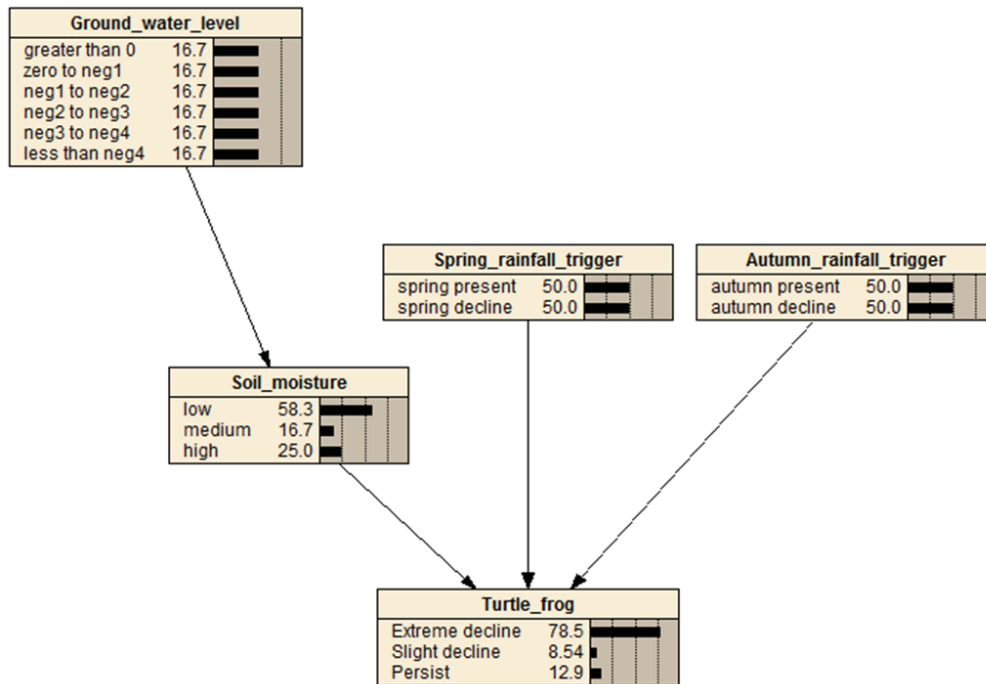 Ground_water_level
greater than 0 16.7
zero to neg1 16.7
neg1 to neg2 16.7
neg2 to neg3 16.7
neg3 to neg4 16.7
less than neg4 16.7
Spring_rainfall_trigger
spring present 50.0
spring decline 50.0
Autumn_rainfall_trigger
autumn present 50.0
autumn decline 50.0
Soil_moisture
low 58.3
medium 16.7
high 25.0
Turtle_frog
Extreme decline 78.5
Slight decline 8.54
Persist 12.9